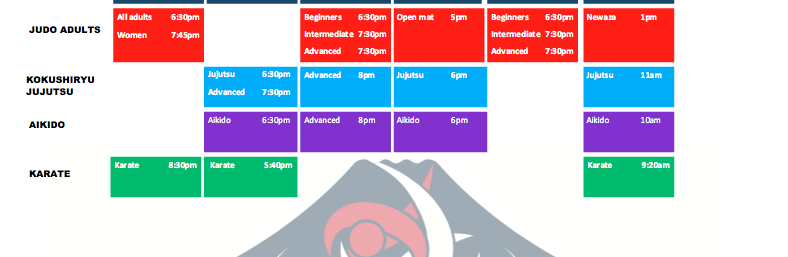 JUDO ADULTS
All adults 6:30pm
Women 7:45pm
Beginners 6:30pm
Intermediate 7:30pm
Advanced 7:30pm
Open mat 5pm
Beginners 6:30pm
Intermediate 7:30pm
Advanced 7:30pm
Newaza 1pm
KOKUSHIRYU
JUJUTSU
Jujutsu 6:30pm
Advanced 7:30pm
Advanced 8pm
Jujutsu 6pm
Jujutsu 11am
AIKIDO
Aikido 6:30pm
Advanced 8pm
Aikido 6pm
Aikido 10am
KARATE
Karate 8:30pm
Karate 5:40pm
Karate 9:20am